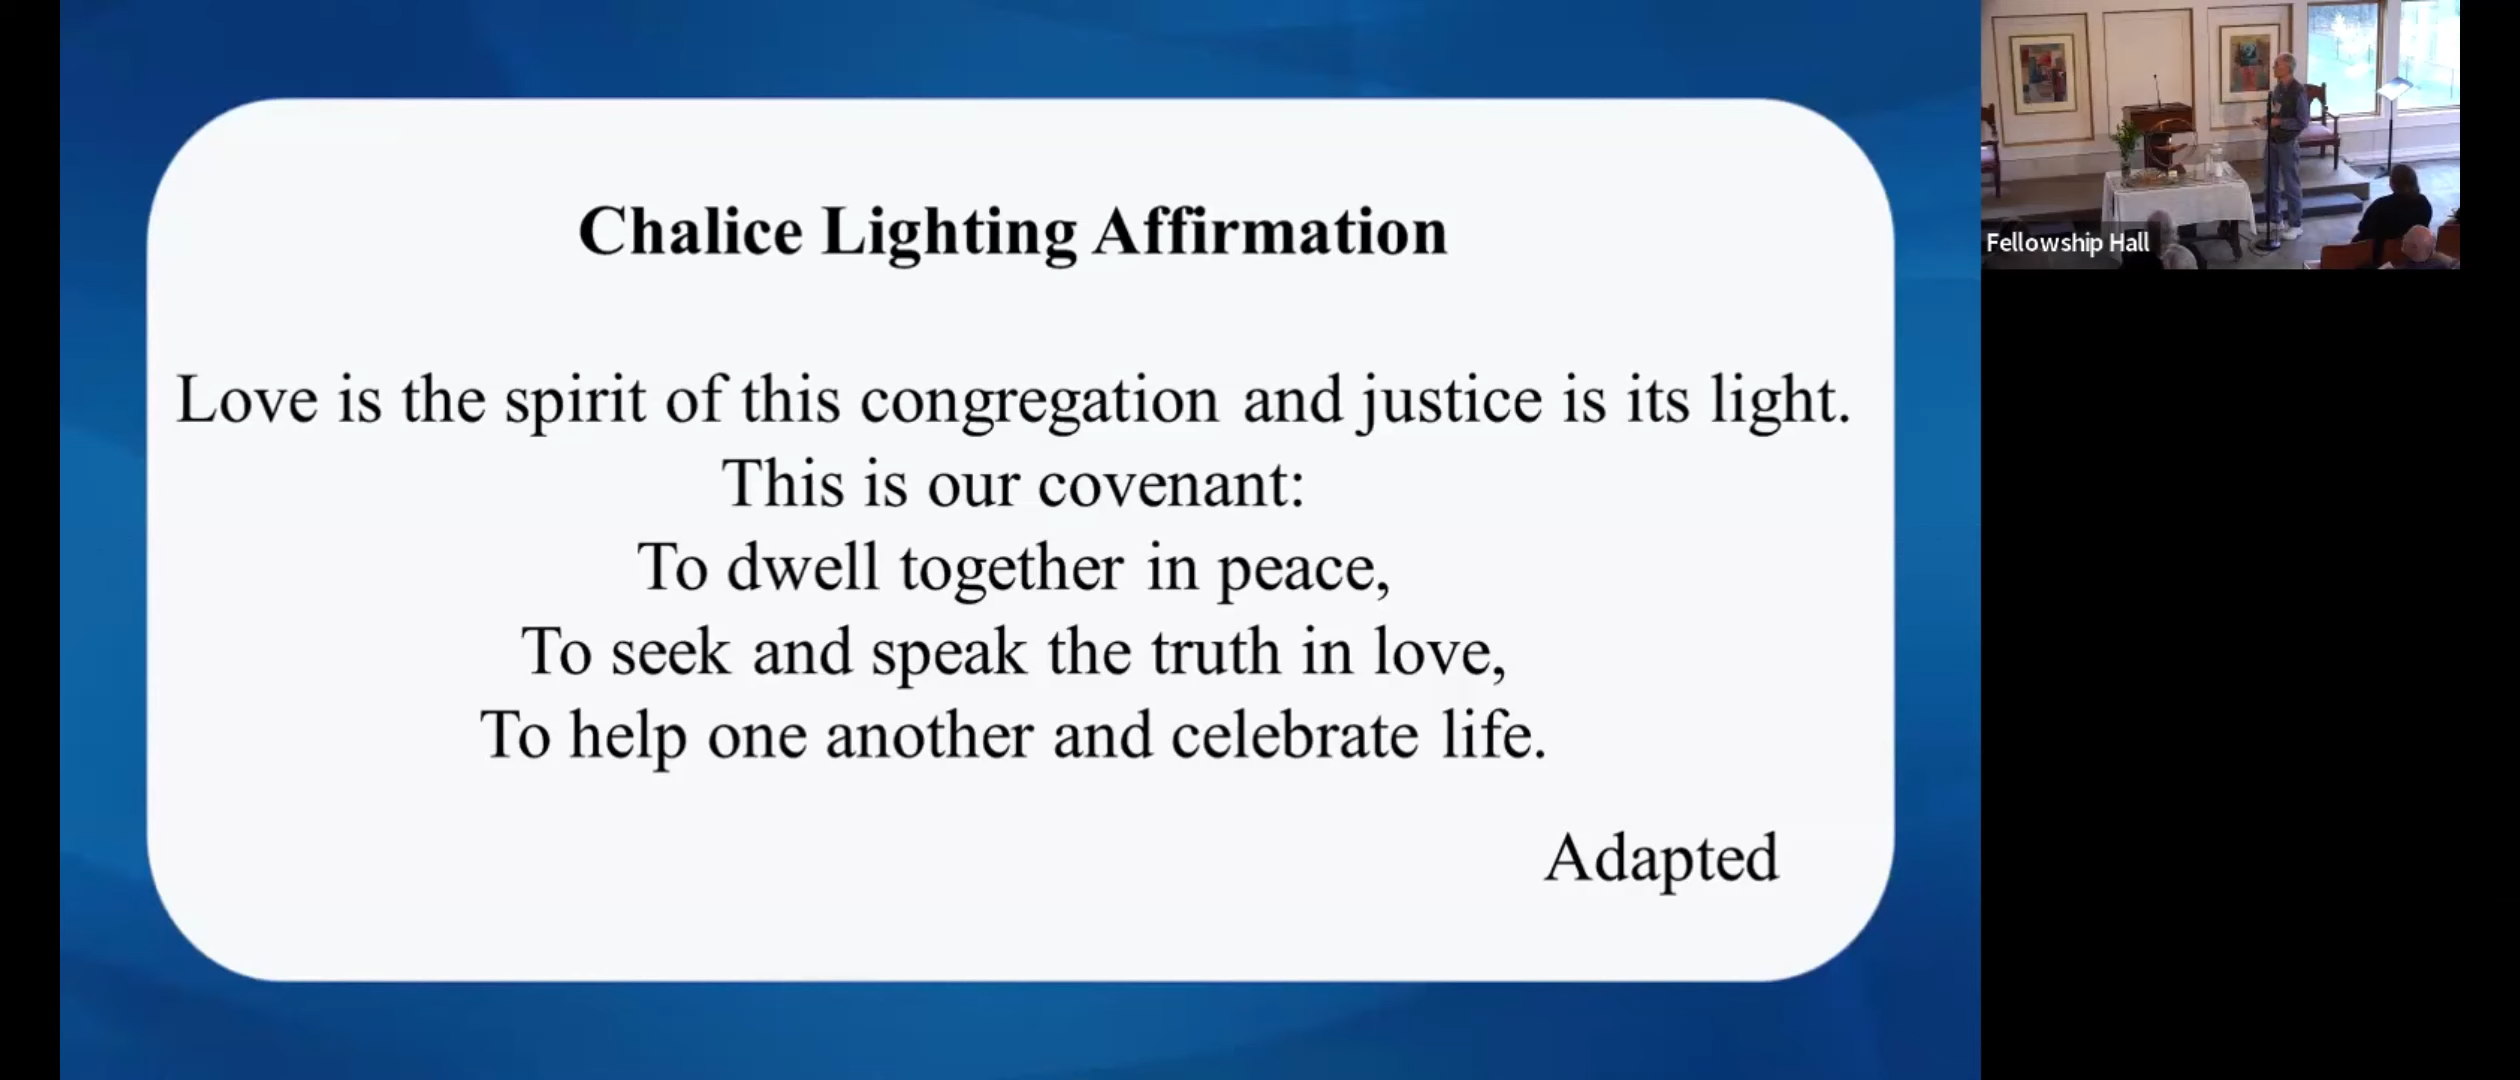 Chalice Lighting Affirmation
Love is the spirit of this congregation and justice is its light.
This is our covenant:
To dwell together in peace,
To seek and speak the truth in love,
To help one another and celebrate life.
Adapted
Fellowship Hall